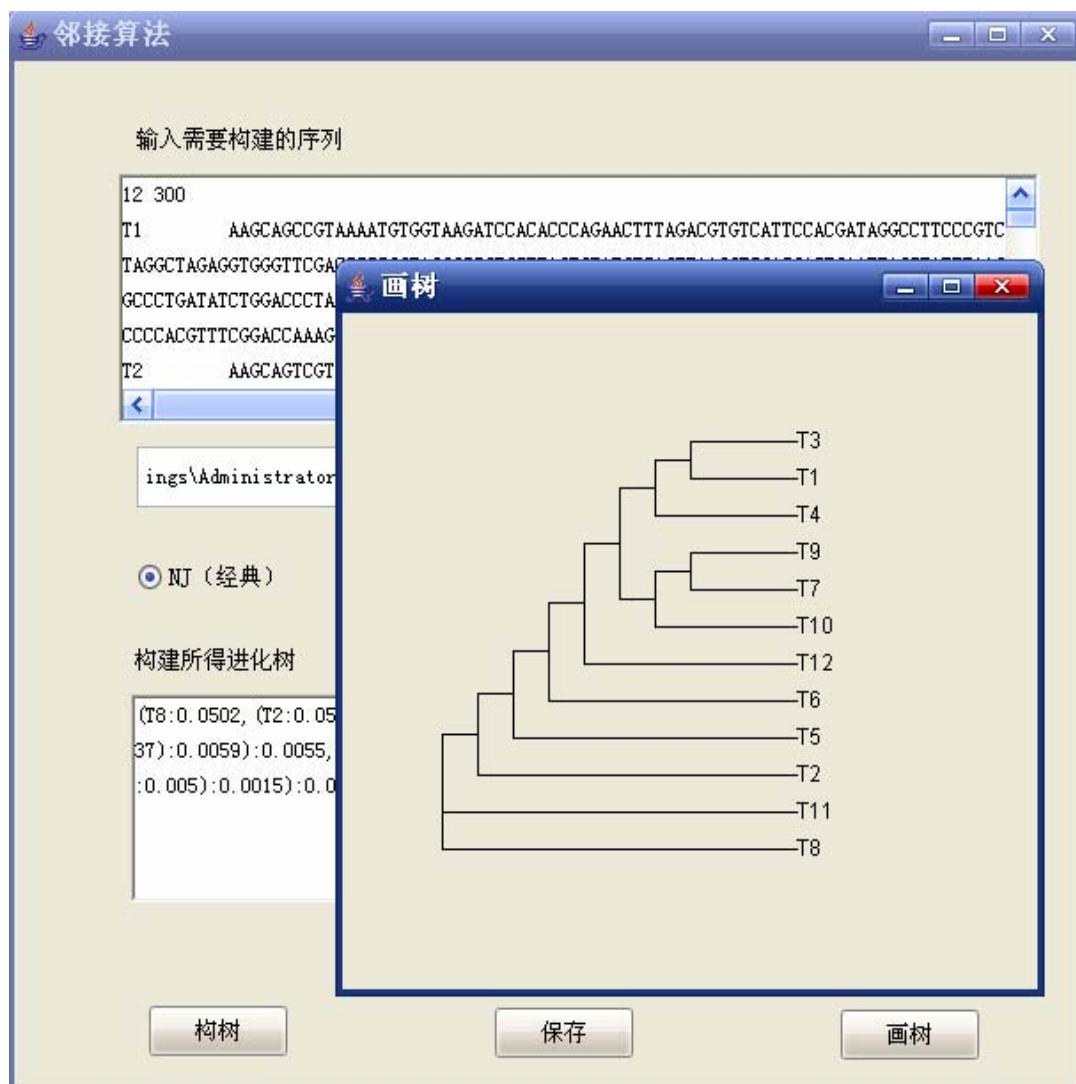 邻接算法
输入需要构建的序列
12 300
T1 AAGCAGCCGTAAAATGTGGTAAGATCCACACCCAGAACTTTAGACGTGTCATTCCACGATAGGCCTTCCCGTC
TAGGCTAGAGGTGGGTTCGA
GCCCTGATATCTGGACCCTA
CCCCACGTTTCGGACCAAAG
T2 AAGCAGTCGT
ings\Administrator
NJ（经典）
构建所得进化树
(T8:0.0502, (T2:0.05
37):0.0059):0.0055,
:0.005):0.0015):0.0
构树
保存
画树
画树
T3
T1
T4
T9
T7
T10
T12
T6
T5
T2
T11
T8